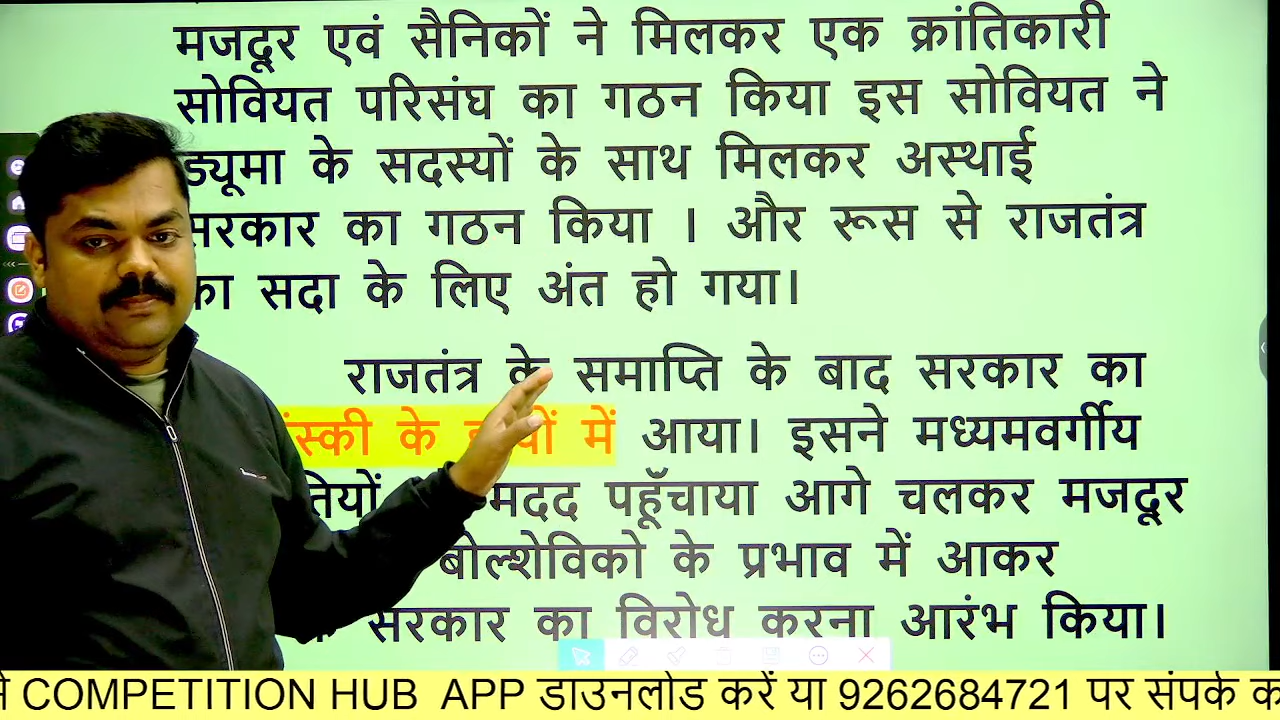 मजदूर एवं सैनिकों ने मिलकर एक क्रांतिकारी
सोवियत परिसंघ का गठन किया इस सोवियत ने
ड्यूमा के सदस्यों के साथ मिलकर अस्थाई
सरकार का गठन किया । और रूस से राजतंत्र
का सदा के लिए अंत हो गया।
राजतंत्र के समाप्ति के बाद सरकार का
के में आया। इसने मध्यमवर्गीय
मदद पहूँचाया आगे चलकर मजदूर
बोल्शेविको के प्रभाव में आकर
सरकार का विरोध करना आरंभ किया।
COMPETITION HUB APP डाउनलोड करें या 9262684721 पर संपर्क